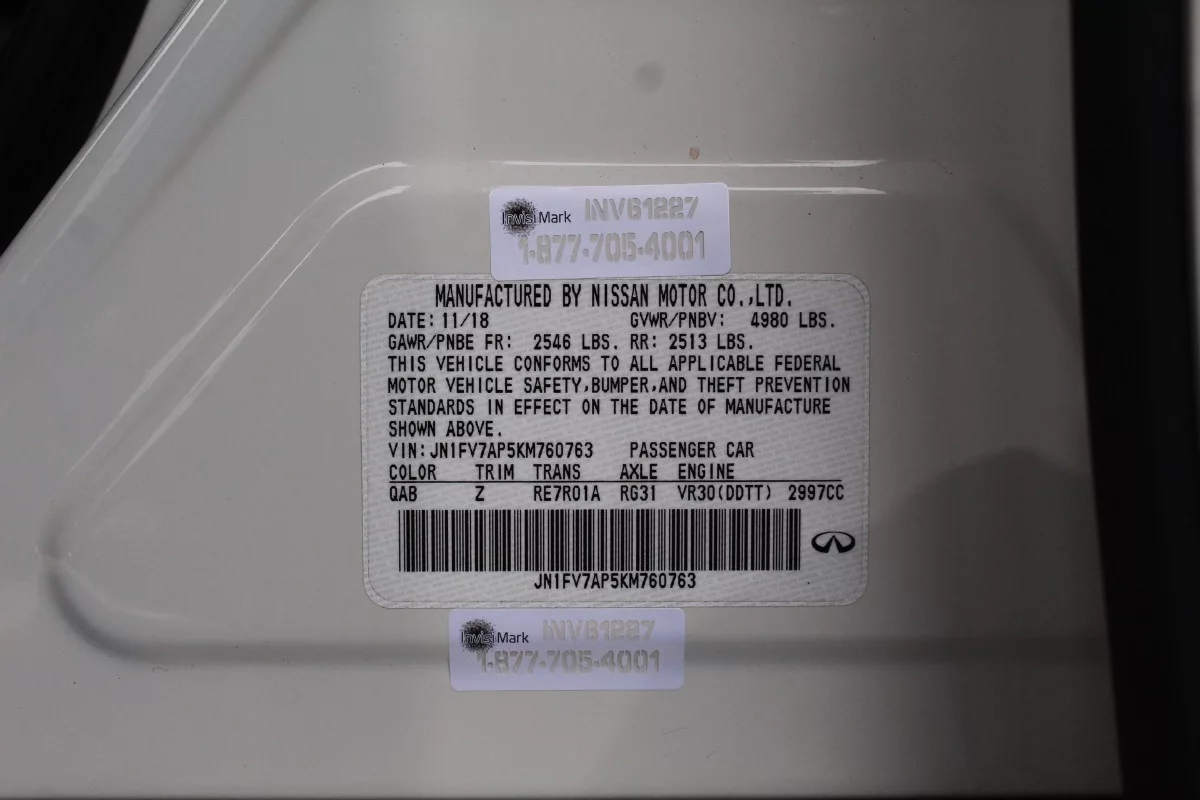 InvisiMark INV61227
1-877-705-4001
MANUFACTURED BY NISSAN MOTOR CO.,LTD.
DATE: 11/18 GVWR/PNBV: 4980 LBS.
GAWR/PNBE FR: 2546 LBS. RR: 2513 LBS.
THIS VEHICLE CONFORMS TO ALL APPLICABLE FEDERAL
MOTOR VEHICLE SAFETY,BUMPER,AND THEFT PREVENTION
STANDARDS IN EFFECT ON THE DATE OF MANUFACTURE
SHOWN ABOVE.
VIN:JN1FV7AP5KM760763 PASSENGER CAR
COLOR TRIM TRANS AXLE ENGINE
QAB Z RE7R01A RG31 VR30(DDTT) 2997CC
JN1FV7AP5KM760763
InvisiMark INV61227
1-877-705-4001